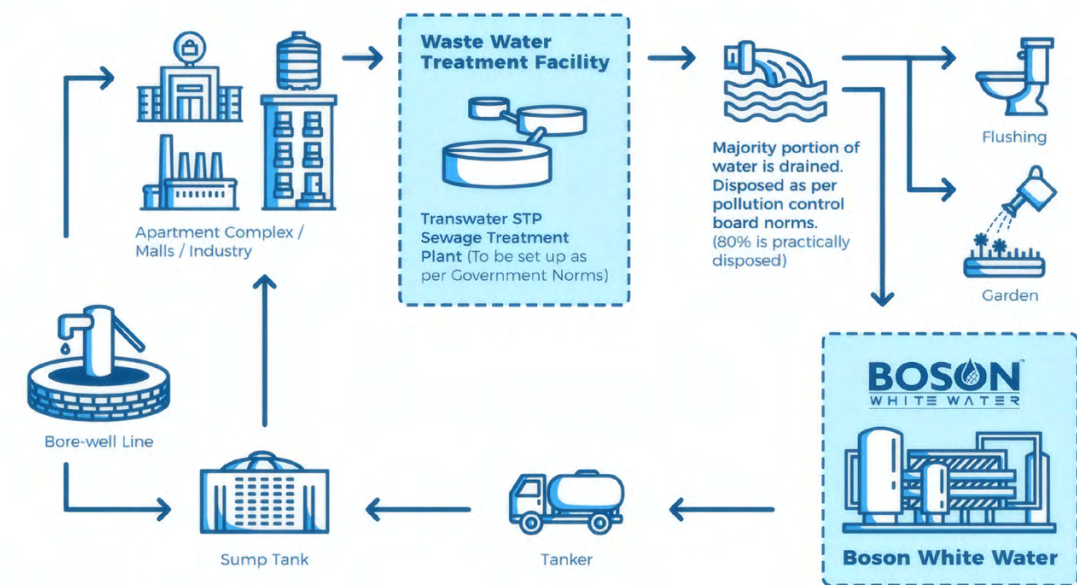 Waste Water
Treatment Facility
Transwater STP
Sewage Treatment
Plant (To be set up as
per Government Norms)
Apartment Complex /
Malls / Industry
Majority portion of
water is drained.
Disposed as per
pollution control
board norms.
(80% is practically
disposed)
Flushing
Garden
Bore-well Line
Sump Tank
Tanker
BOSON™
WHITE WATER
Boson White Water